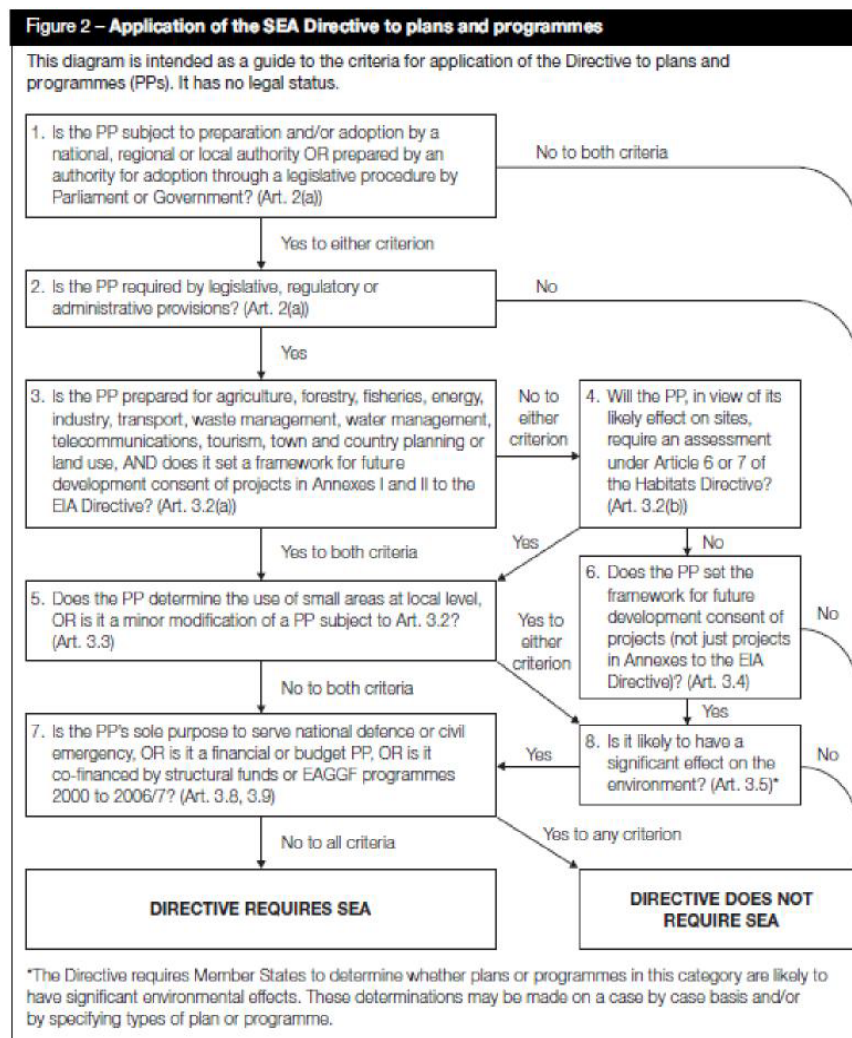 Figure 2 – Application of the SEA Directive to plans and programmes
This diagram is intended as a guide to the criteria for application of the Directive to plans and
programmes (PPs). It has no legal status.
1. Is the PP subject to preparation and/or adoption by a
national, regional or local authority OR prepared by an
authority for adoption through a legislative procedure by
Parliament or Government? (Art. 2(a))
No to both criteria
Yes to either criterion
2. Is the PP required by legislative, regulatory or
administrative provisions? (Art. 2(a))
No
Yes
3. Is the PP prepared for agriculture, forestry, fisheries, energy,
industry, transport, waste management, water management,
telecommunications, tourism, town and country planning or
land use, AND does it set a framework for future
development consent of projects in Annexes I and II to the
EIA Directive? (Art. 3.2(a))
No to
either
criterion
4. Will the PP, in view of its
likely effect on sites,
require an assessment
under Article 6 or 7 of
the Habitats Directive?
(Art. 3.2(b))
Yes to both criteria
Yes
No
5. Does the PP determine the use of small areas at local level,
OR is it a minor modification of a PP subject to Art. 3.2?
(Art. 3.3)
Yes to
either
criterion
6. Does the PP set the
framework for future
development consent of
projects (not just projects
in Annexes to the EIA
Directive)? (Art. 3.4)
No
No to both criteria
Yes
7. Is the PP's sole purpose to serve national defence or civil
emergency, OR is it a financial or budget PP, OR is it
co-financed by structural funds or EAGGF programmes
2000 to 2006/7? (Art. 3.8, 3.9)
Yes
8. Is it likely to have a
significant effect on the
environment? (Art. 3.5)*
No
No to all criteria
Yes to any criterion
DIRECTIVE REQUIRES SEA
DIRECTIVE DOES NOT
REQUIRE SEA
*The Directive requires Member States to determine whether plans or programmes in this category are likely to
have significant environmental effects. These determinations may be made on a case by case basis and/or
by specifying types of plan or programme.